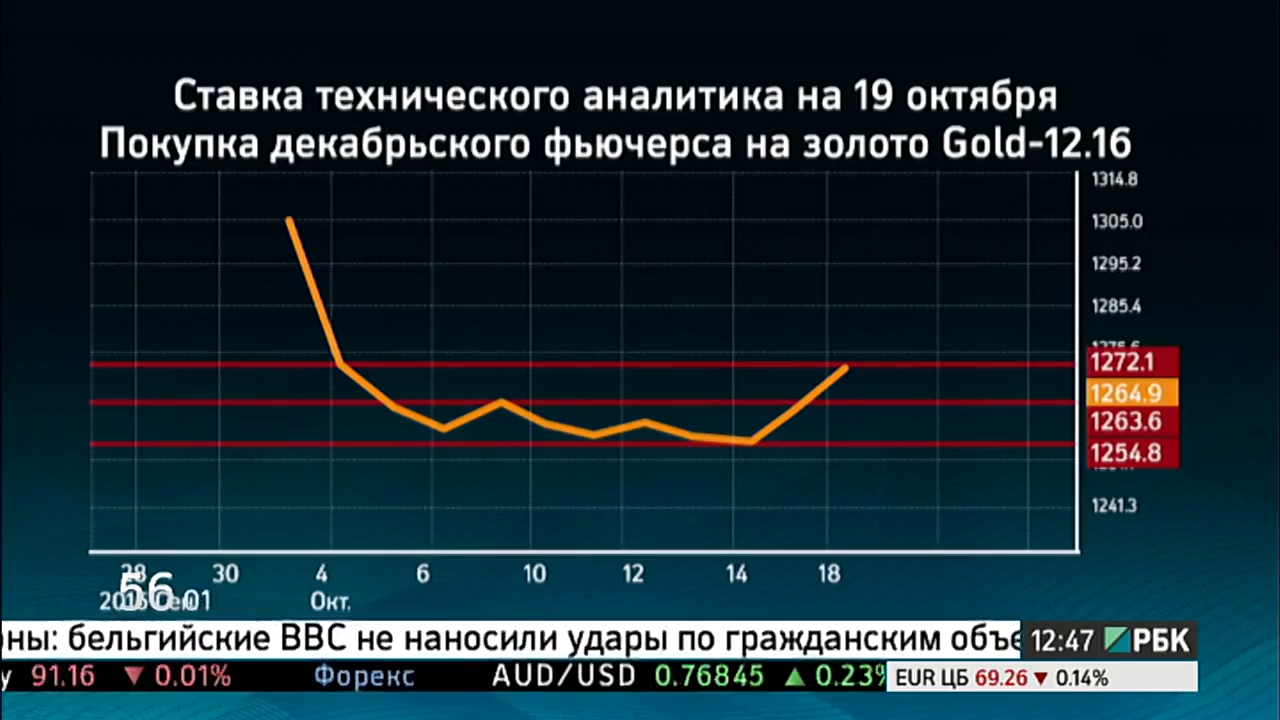 Ставка технического аналитика на 19 октября
Покупка декабрьского фьючерса на золото Gold-12.16
1314.8
1305.0
1295.2
1285.4
1272.1
1264.9
1263.6
1254.8
1241.3
28 30 4 6 10 12 14 18
56.01
Окт.
ны: бельгийские ВВС не наносили удары по гражданским объе
12:47 РБК
у 91.16 ▼ 0.01% Форекс AUD/USD 0.76845 ▲ 0.23%
EUR ЦБ 69.26 ▼ 0.14%